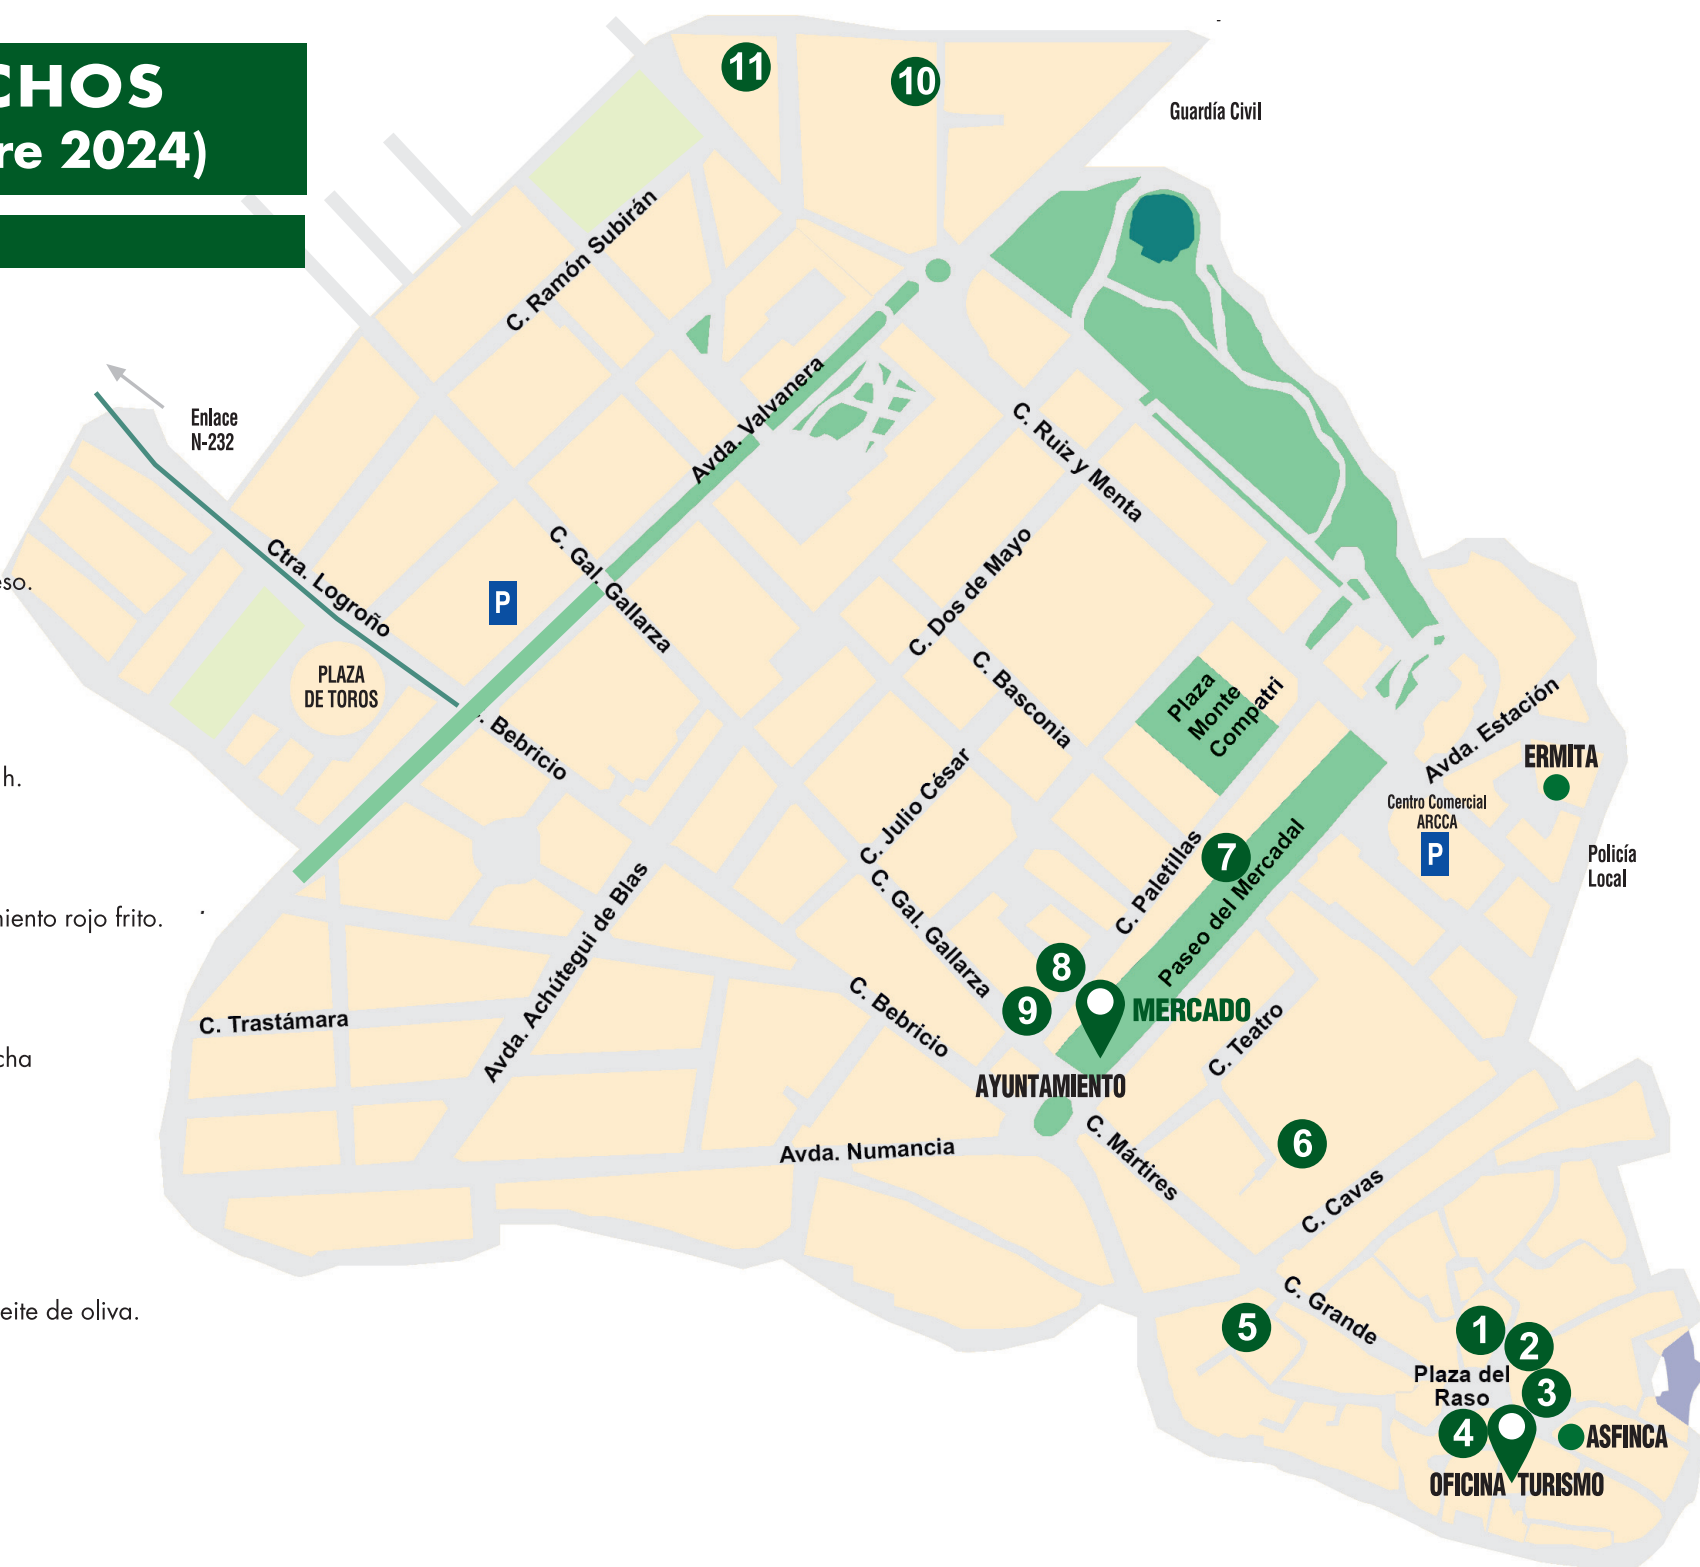 CHOS
re 2024)
eso.
h.
niento rojo frito.
cha
eite de oliva.
11
10
Guardía Civil
C. Ramón Subirán
Enlace
N-232
Avda. Valvanera
C. Ruiz y Menta
Ctra. Logroño
P
C. Gal. Gallarza
C. Dos de Mayo
PLAZA
DE TOROS
C. Basconia
Plaza
Monte
Compatri
. Bebricio
Avda. Estación
ERMITA
Centro Comercial
ARCCA
P
Policía
Local
C. Julio César
C. Paletillas
7
Paseo del Mercadal
C. Gal. Gallarza
Avda. Achútegui de Blas
8
9
MERCADO
C. Trastámara
C. Bebricio
C. Teatro
AYUNTAMIENTO
C. Mártires
6
Avda. Numancia
C. Cavas
C. Grande
5
1
2
Plaza del
Raso
3
4
ASFINCA
OFICINA TURISMO